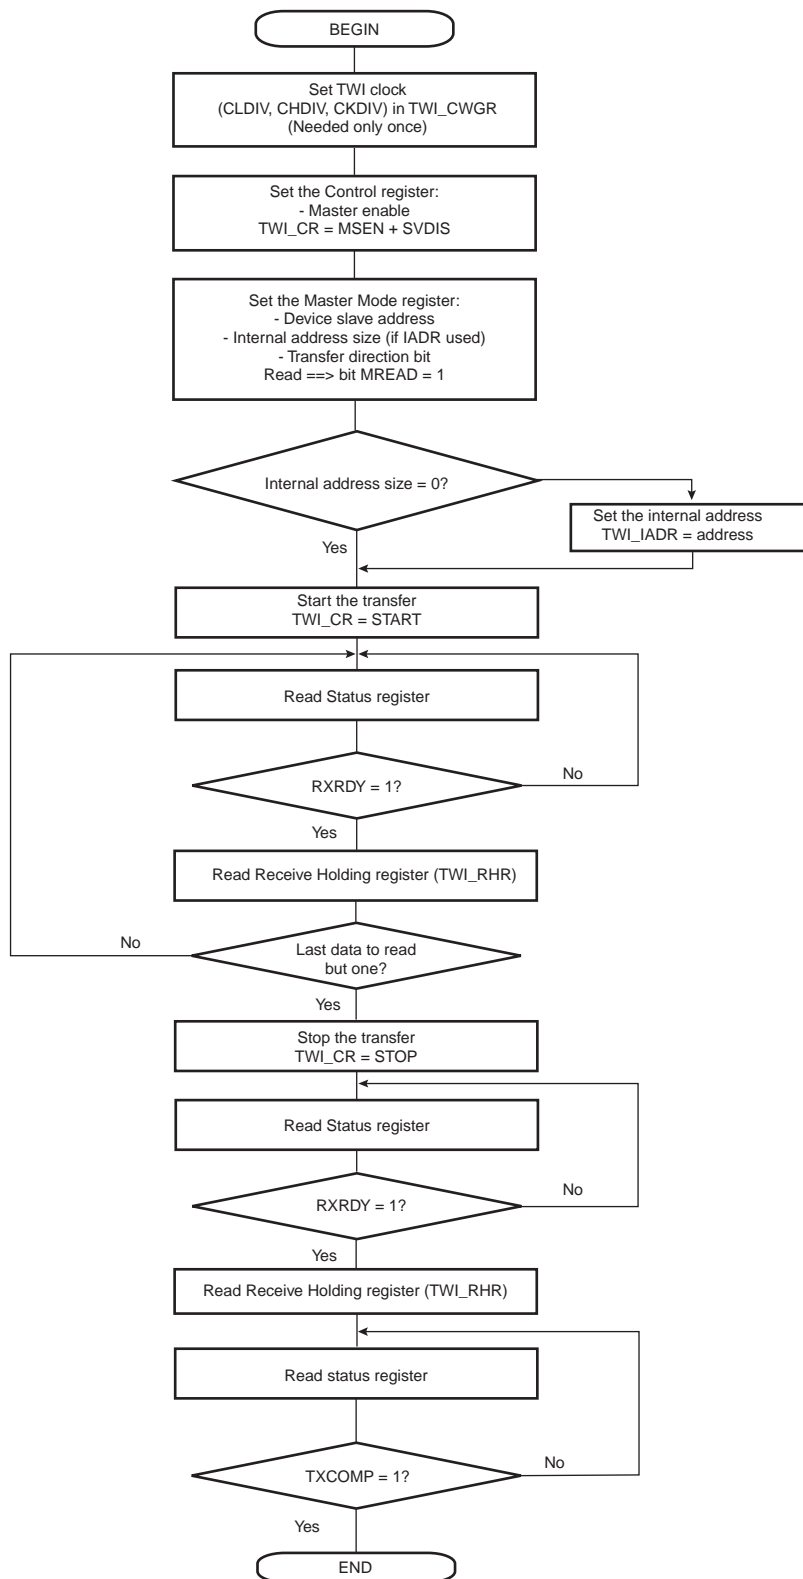 BEGIN
Set TWI clock
(CLDIV, CHDIV, CKDIV) in TWI_CWGR
(Needed only once)
Set the Control register:
- Master enable
TWI_CR = MSEN + SVDIS
Set the Master Mode register:
- Device slave address
- Internal address size (if IADR used)
- Transfer direction bit
Read ==> bit MREAD = 1
Internal address size = 0?
Set the internal address
TWI_IADR = address
Yes
Start the transfer
TWI_CR = START
Read Status register
RXRDY = 1?
No
Yes
Read Receive Holding register (TWI_RHR)
Last data to read
but one?
No
Yes
Stop the transfer
TWI_CR = STOP
Read Status register
RXRDY = 1?
No
Yes
Read Receive Holding register (TWI_RHR)
Read status register
TXCOMP = 1?
No
Yes
END